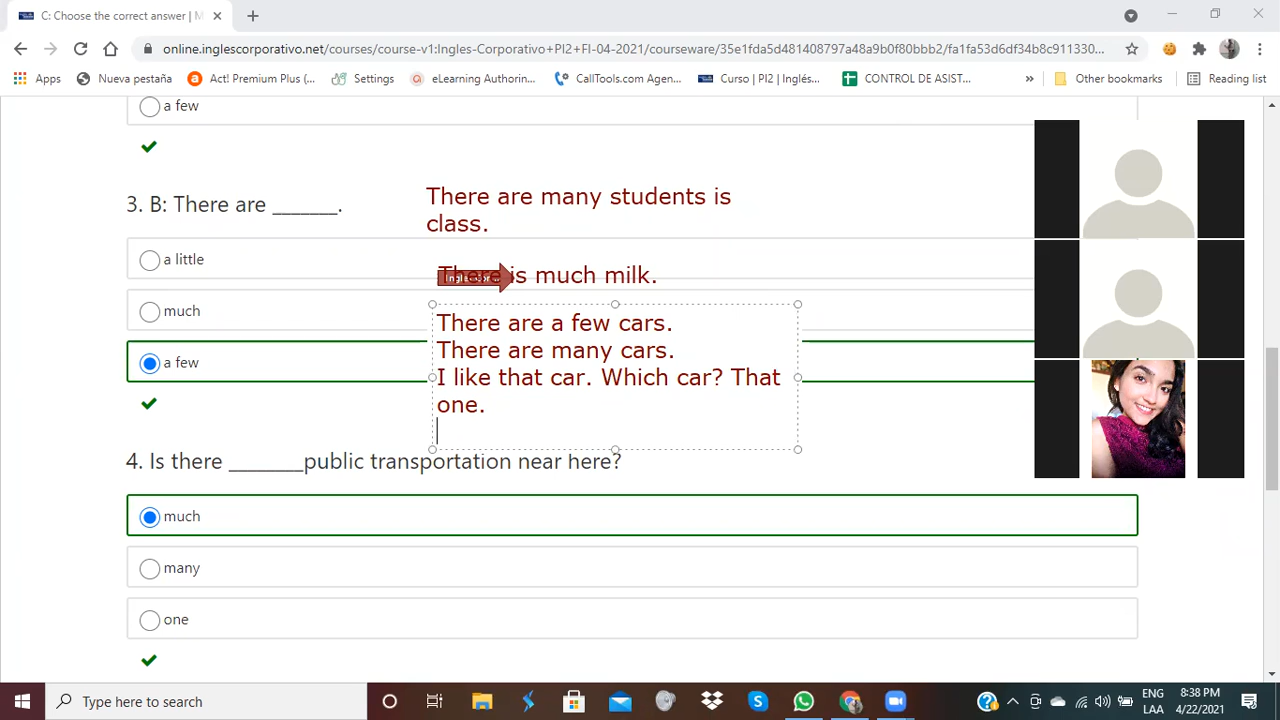 C: Choose the correct answer | M
online.inglescorporativo.net/courses/course-v1:Ingles-Corporativo+PI2+FI-04-2021/courseware/35e1fda5d481408797a48a9b0f80bbb2/fa1fa53d6df34b8c911330...
Apps Nueva pestaña Act! Premium Plus (... Settings eLearning Authorin... CallTools.com Agen... Curso | PI2 | Inglés... CONTROL DE ASIST... » Other bookmarks Reading list
a few
3. B: There are _______.
There are many students is
class.
a little
There is much milk.
much
There are a few cars.
There are many cars.
a few
I like that car. Which car? That
one.
4. Is there ________public transportation near here?
much
many
one
Type here to search
ENG 8:38 PM
LAA 4/22/2021